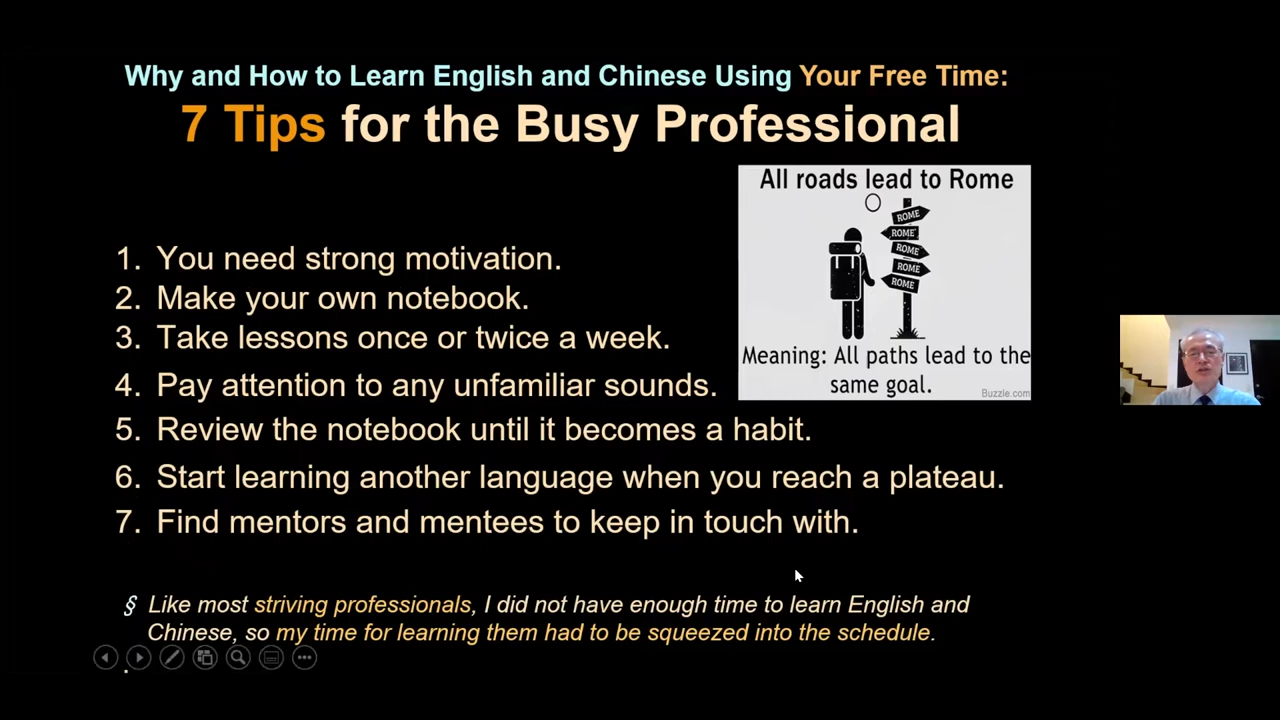 Why and How to Learn English and Chinese Using Your Free Time:
7 Tips for the Busy Professional
All roads lead to Rome
ROME
ROME
ROME
ROME
ROME
Meaning: All paths lead to the
same goal.
Buzzle.com
1. You need strong motivation.
2. Make your own notebook.
3. Take lessons once or twice a week.
4. Pay attention to any unfamiliar sounds.
5. Review the notebook until it becomes a habit.
6. Start learning another language when you reach a plateau.
7. Find mentors and mentees to keep in touch with.
§ Like most striving professionals, I did not have enough time to learn English and
Chinese, so my time for learning them had to be squeezed into the schedule.
.